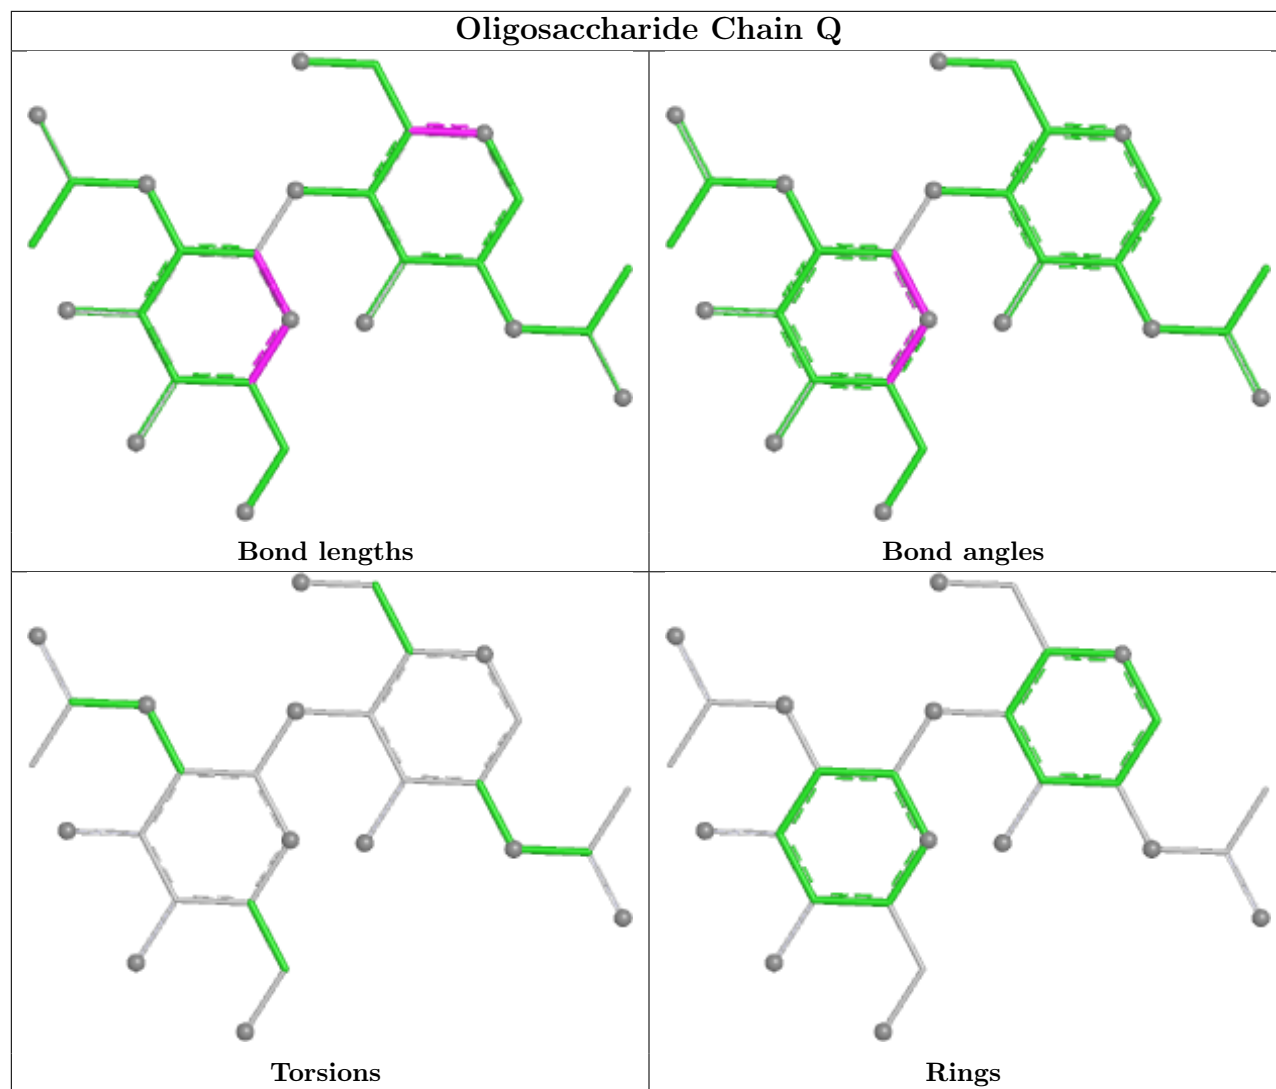 Oligosaccharide Chain Q
Bond lengths
Bond angles
Torsions
Rings